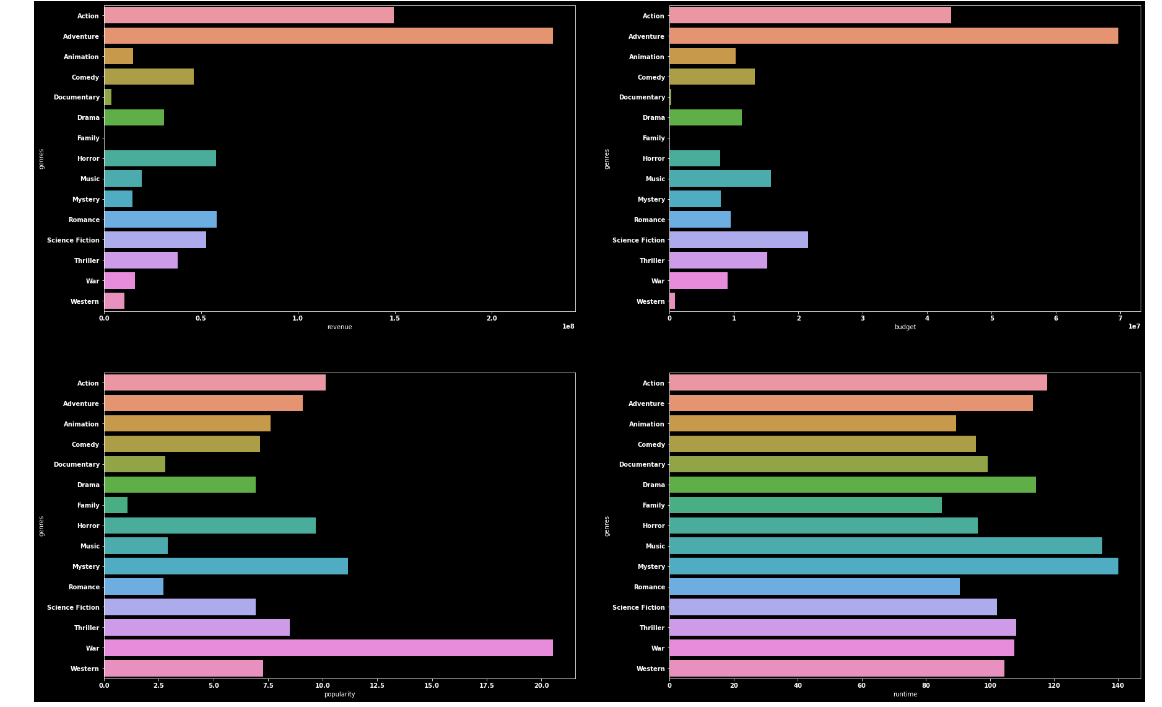 Action
Adventure
Animation
Comedy
Documentary
Drama
Family
Horror
Music
Mystery
Romance
Science Fiction
Thriller
War
Western
genres
0.0 0.5 1.0 1.5 2.0
1e8
revenue
Action
Adventure
Animation
Comedy
Documentary
Drama
Family
Horror
Music
Mystery
Romance
Science Fiction
Thriller
War
Western
genres
0 1 2 3 4 5 6 7
1e7
budget
Action
Adventure
Animation
Comedy
Documentary
Drama
Family
Horror
Music
Mystery
Romance
Science Fiction
Thriller
War
Western
genres
0.0 2.5 5.0 7.5 10.0 12.5 15.0 17.5 20.0
popularity
Action
Adventure
Animation
Comedy
Documentary
Drama
Family
Horror
Music
Mystery
Romance
Science Fiction
Thriller
War
Western
genres
0 20 40 60 80 100 120 140
runtime